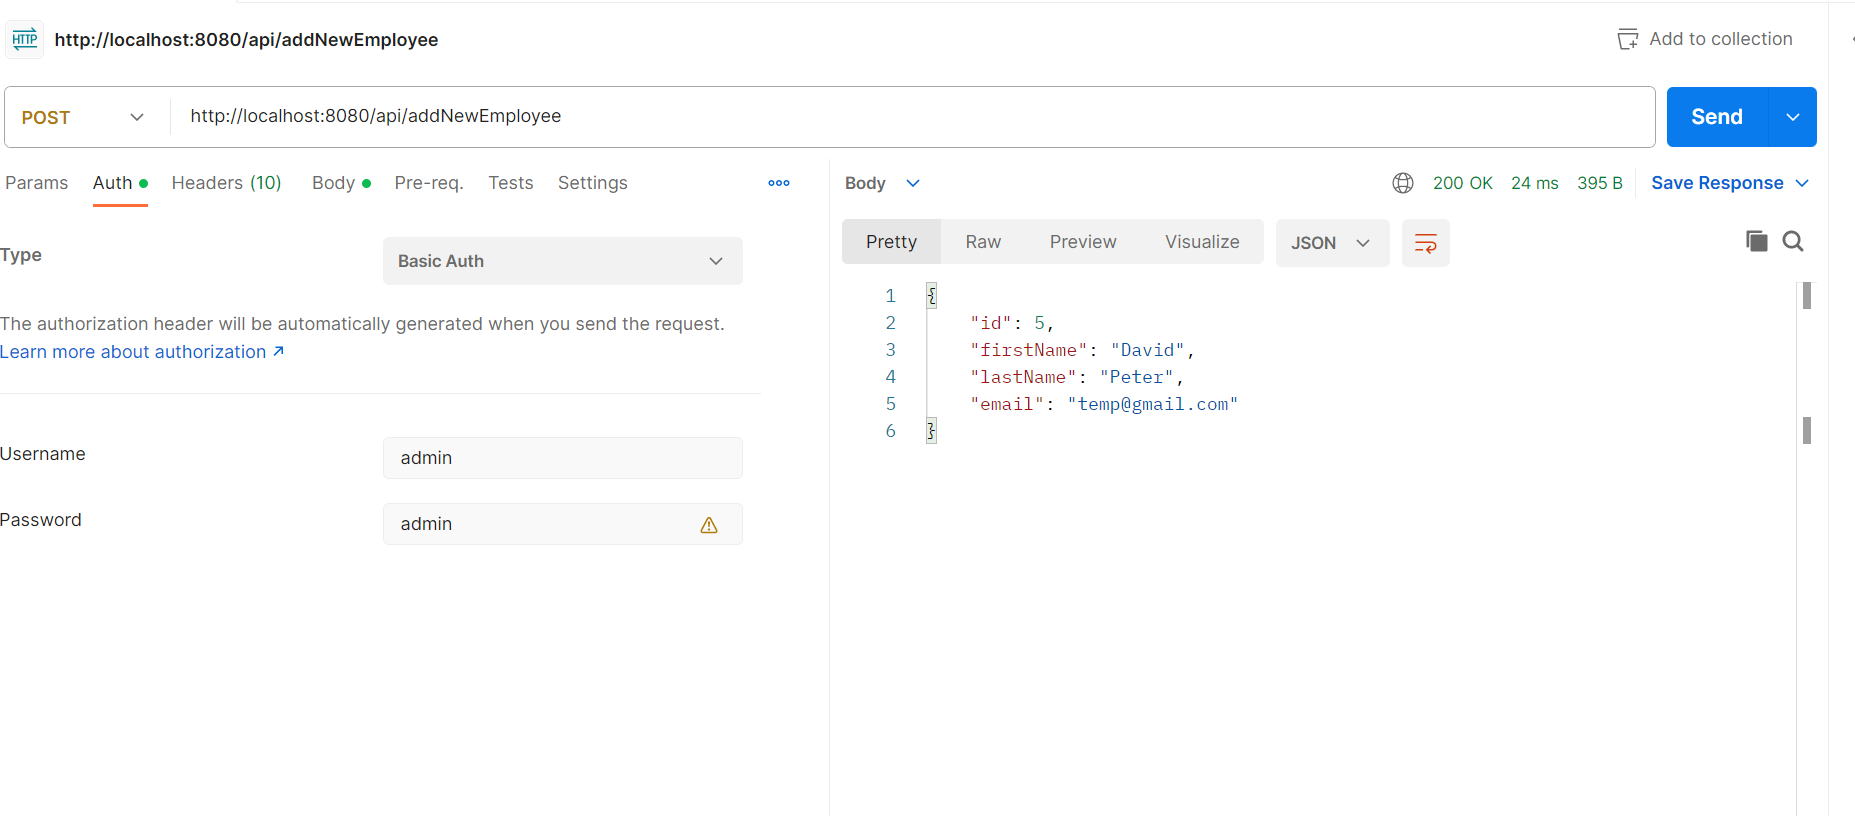 HTTP http://localhost:8080/api/addNewEmployee
Add to collection
POST
http://localhost:8080/api/addNewEmployee
Send
Params Auth Headers (10) Body Pre-req. Tests Settings
Type
Basic Auth
The authorization header will be automatically generated when you send the request.
Learn more about authorization ↗
Username
admin
Password
admin
Body
200 OK 24 ms 395 B Save Response
Pretty Raw Preview Visualize JSON
1 {
2 "id": 5,
3 "firstName": "David",
4 "lastName": "Peter",
5 "email": "temp@gmail.com"
6 }